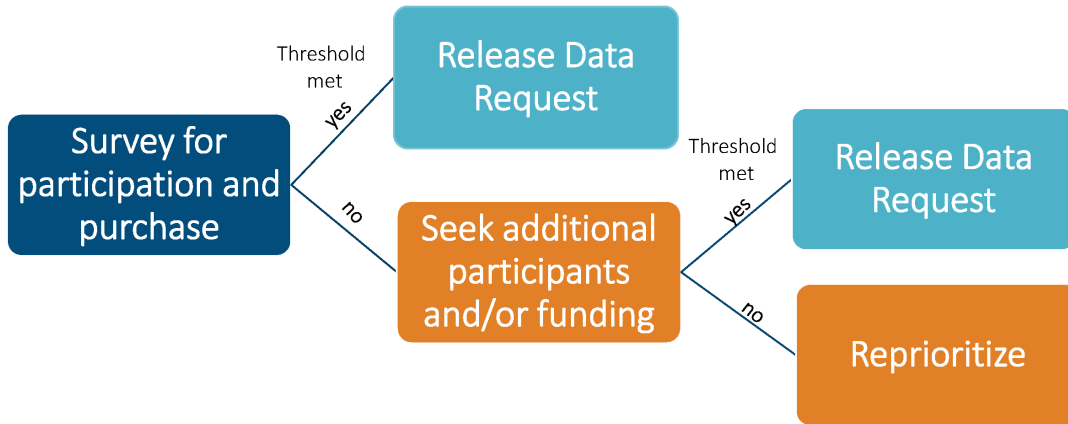 Survey for
participation and
purchase
Threshold
met
yes
no
Release Data
Request
Seek additional
participants
and/or funding
Threshold
met
yes
no
Release Data
Request
Reprioritize